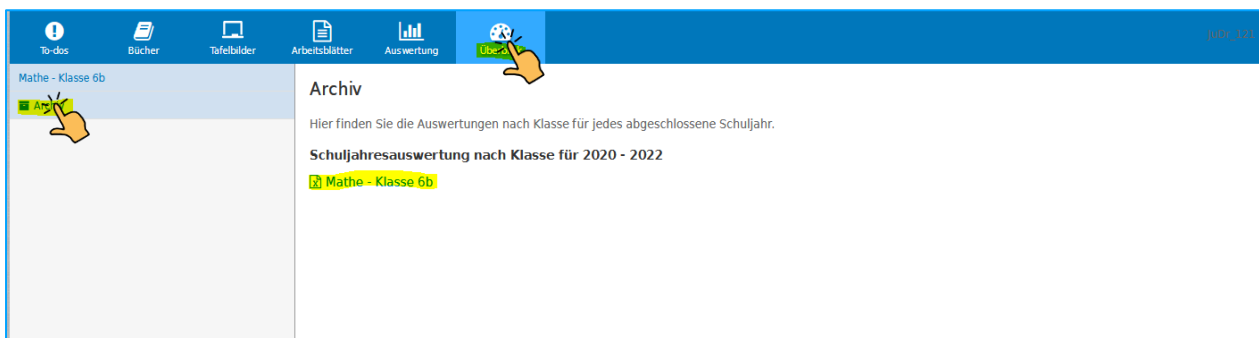 To-dos
Bücher
Tafelbilder
Arbeitsblätter
Auswertung
Mathe - Klasse 6b
Archiv
Hier finden Sie die Auswertungen nach Klasse für jedes abgeschlossene Schuljahr.
Schuljahresauswertung nach Klasse für 2020 - 2022
Mathe - Klasse 6b